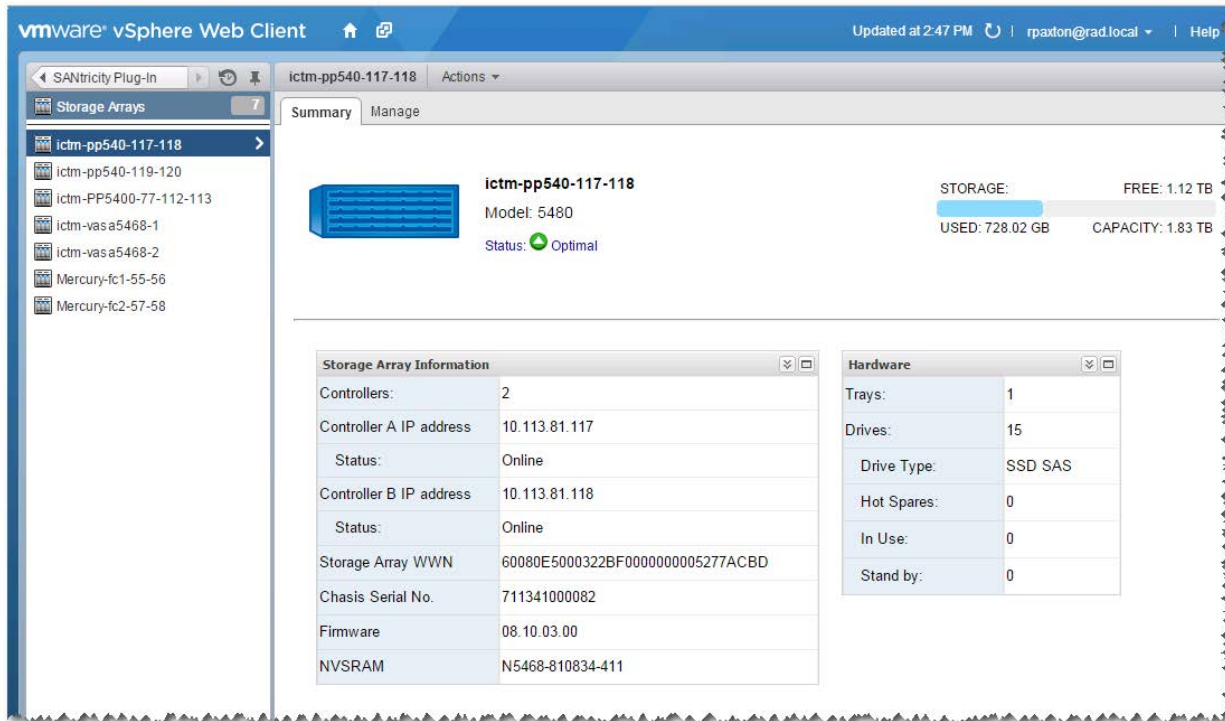 vmware® vSphere Web Client
Updated at 2:47 PM | rpaxton@rad.local | Help
SANtricity Plug-In
Storage Arrays 7
ictm-pp540-117-118
ictm-pp540-119-120
ictm-PP5400-77-112-113
ictm-vasa5468-1
ictm-vasa5468-2
Mercury-fc1-55-56
Mercury-fc2-57-58
ictm-pp540-117-118 Actions
Summary Manage
ictm-pp540-117-118
Model: 5480
Status: Optimal
STORAGE: FREE: 1.12 TB
USED: 728.02 GB CAPACITY: 1.83 TB
Storage Array Information
Controllers: 2
Controller A IP address 10.113.81.117
Status: Online
Controller B IP address 10.113.81.118
Status: Online
Storage Array WWN 60080E5000322BF0000000005277ACBD
Chasis Serial No. 711341000082
Firmware 08.10.03.00
NVSRAM N5468-810834-411
Hardware
Trays: 1
Drives: 15
Drive Type: SSD SAS
Hot Spares: 0
In Use: 0
Stand by: 0